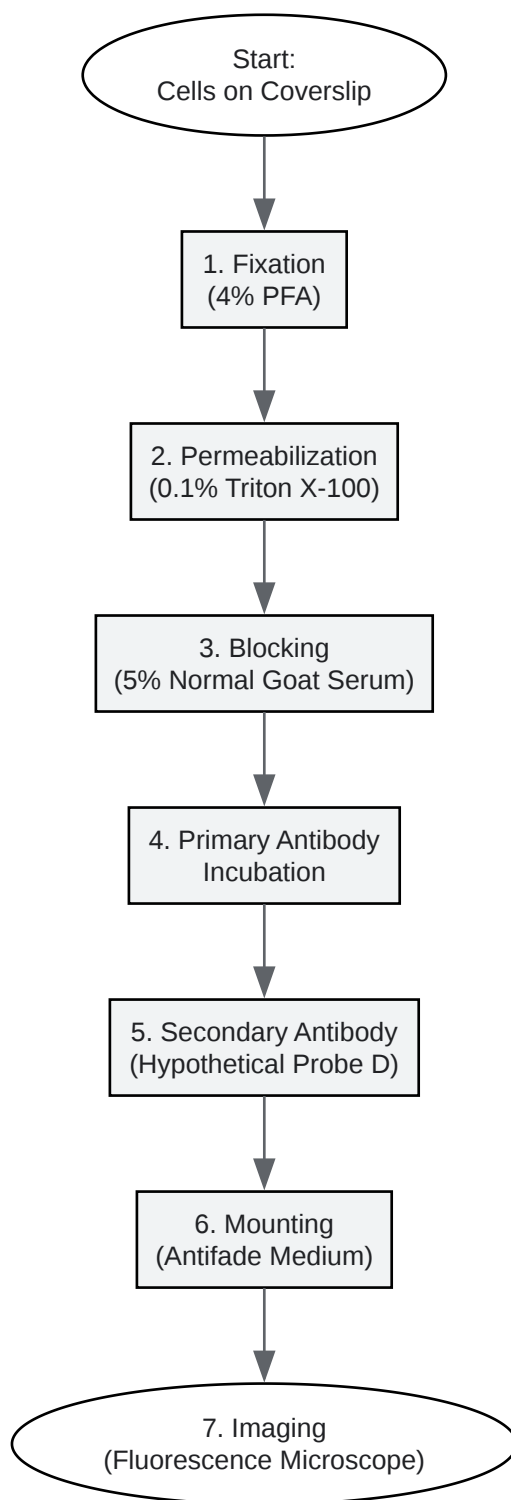 Start:
Cells on Coverslip
1. Fixation
(4% PFA)
2. Permeabilization
(0.1% Triton X-100)
3. Blocking
(5% Normal Goat Serum)
4. Primary Antibody
Incubation
5. Secondary Antibody
(Hypothetical Probe D)
6. Mounting
(Antifade Medium)
7. Imaging
(Fluorescence Microscope)